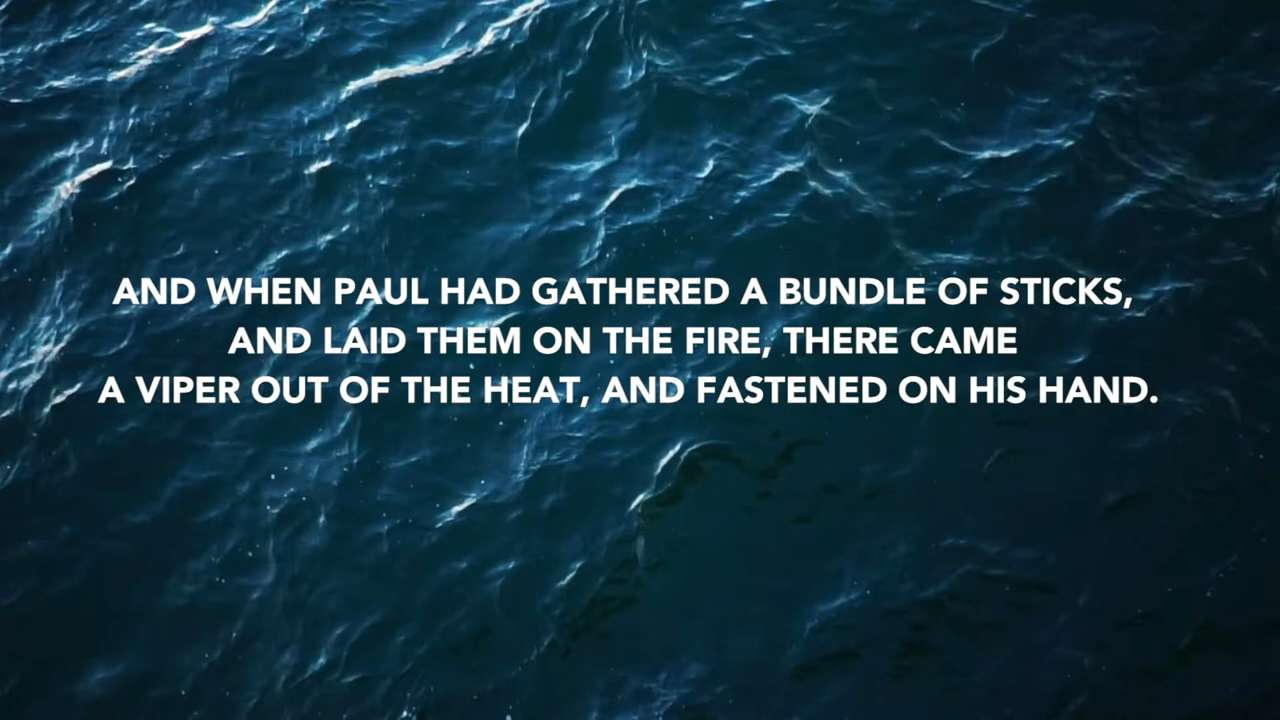 AND WHEN PAUL HAD GATHERED A BUNDLE OF STICKS,
AND LAID THEM ON THE FIRE, THERE CAME
A VIPER OUT OF THE HEAT, AND FASTENED ON HIS HAND.